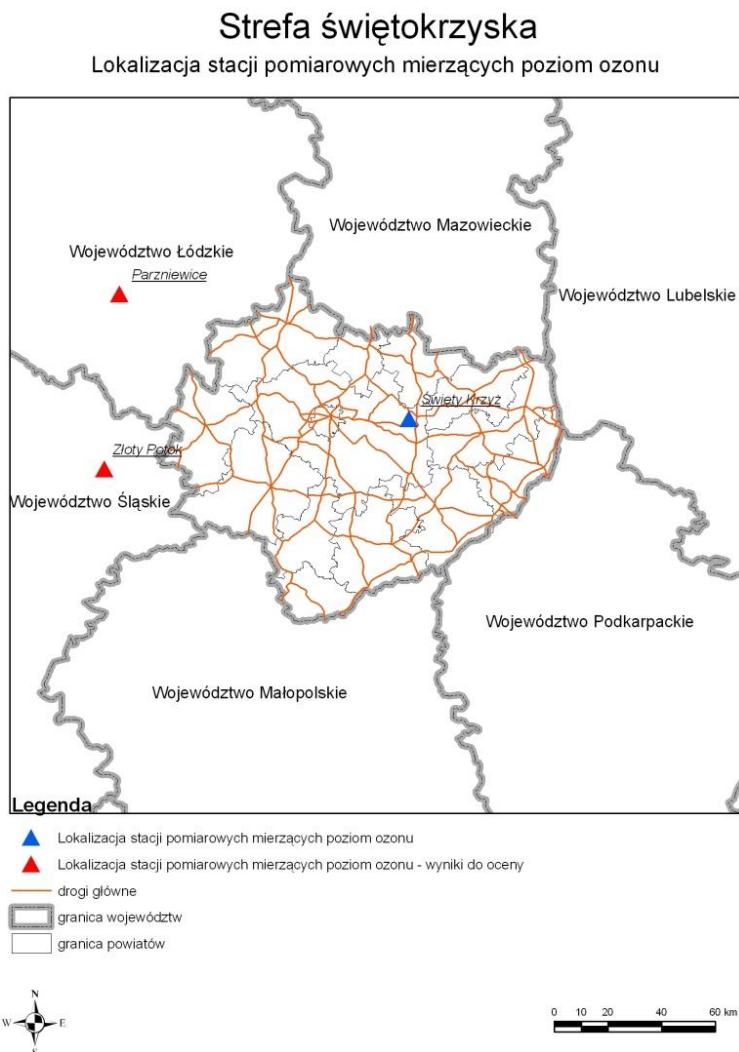 Strefa świętokrzyska
Lokalizacja stacji pomiarowych mierzących poziom ozonu
Województwo Mazowieckie
Województwo Łódzkie
Parzniewice
Województwo Lubelskie
Święty Krzyż
Złoty Potok
Województwo Śląskie
Województwo Podkarpackie
Województwo Małopolskie
Legenda
Lokalizacja stacji pomiarowych mierzących poziom ozonu
Lokalizacja stacji pomiarowych mierzących poziom ozonu - wyniki do oceny
drogi główne
granica województw
granica powiatów
N
W E
S
0 10 20 40 60 km